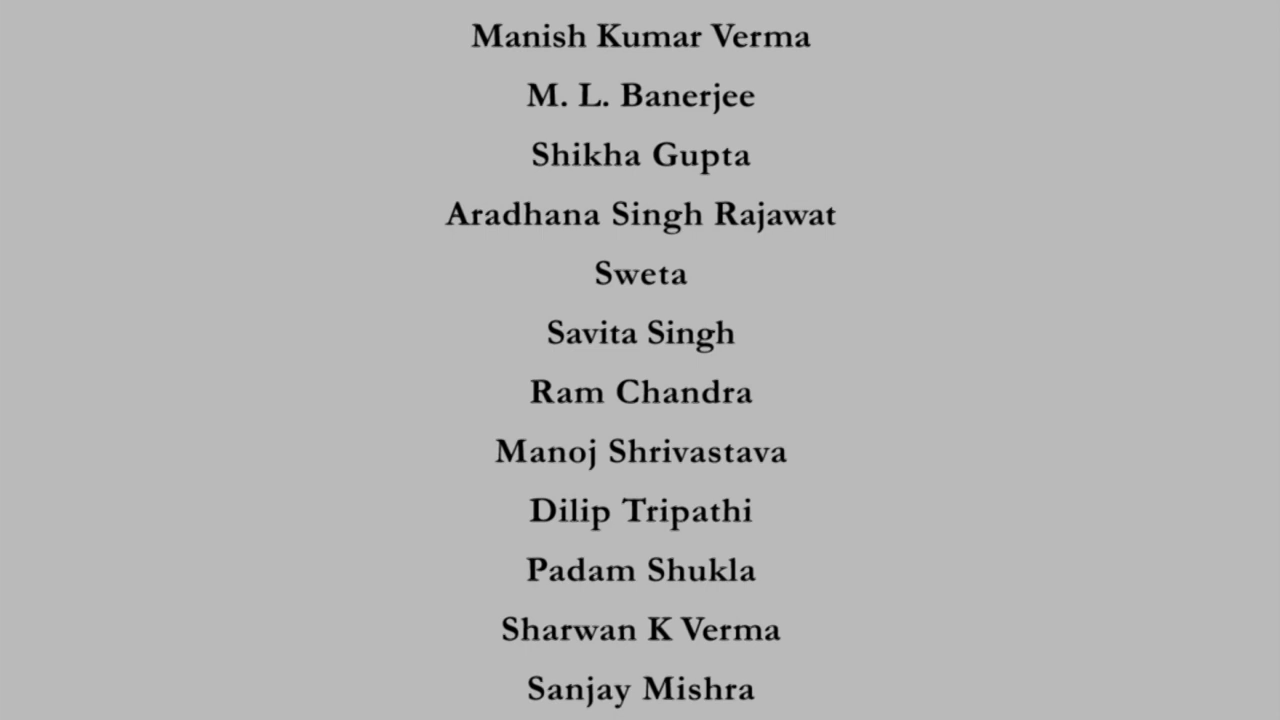 Manish Kumar Verma
M. L. Banerjee
Shikha Gupta
Aradhana Singh Rajawat
Sweta
Savita Singh
Ram Chandra
Manoj Shrivastava
Dilip Tripathi
Padam Shukla
Sharwan K Verma
Sanjay Mishra